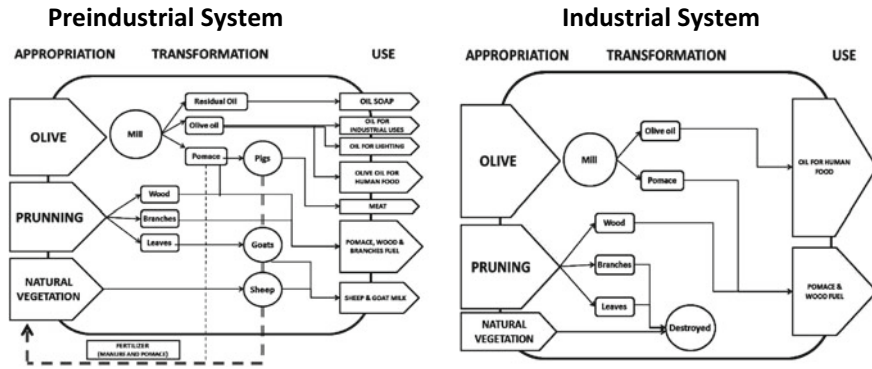 Preindustrial System
APPROPRIATION TRANSFORMATION USE
OLIVE
Mill
Residual Oil
Olive oil
Pomace
Pigs
OIL SOAP
OIL FOR
INDUSTRIAL USES
OIL FOR LIGHTING
OLIVE OIL FOR
HUMAN FOOD
MEAT
PRUNNING
Wood
Branches
Leaves
Goats
POMACE, WOOD &
BRANCHES FUEL
NATURAL
VEGETATION
Sheep
SHEEP & GOAT MILK
FERTILIZER
(MANURE AND POMACE)
Industrial System
APPROPRIATION TRANSFORMATION USE
OLIVE
Mill
Olive oil
Pomace
OIL FOR HUMAN
FOOD
PRUNING
Wood
Branches
Leaves
POMACE &
WOOD FUEL
NATURAL
VEGETATION
Destroyed